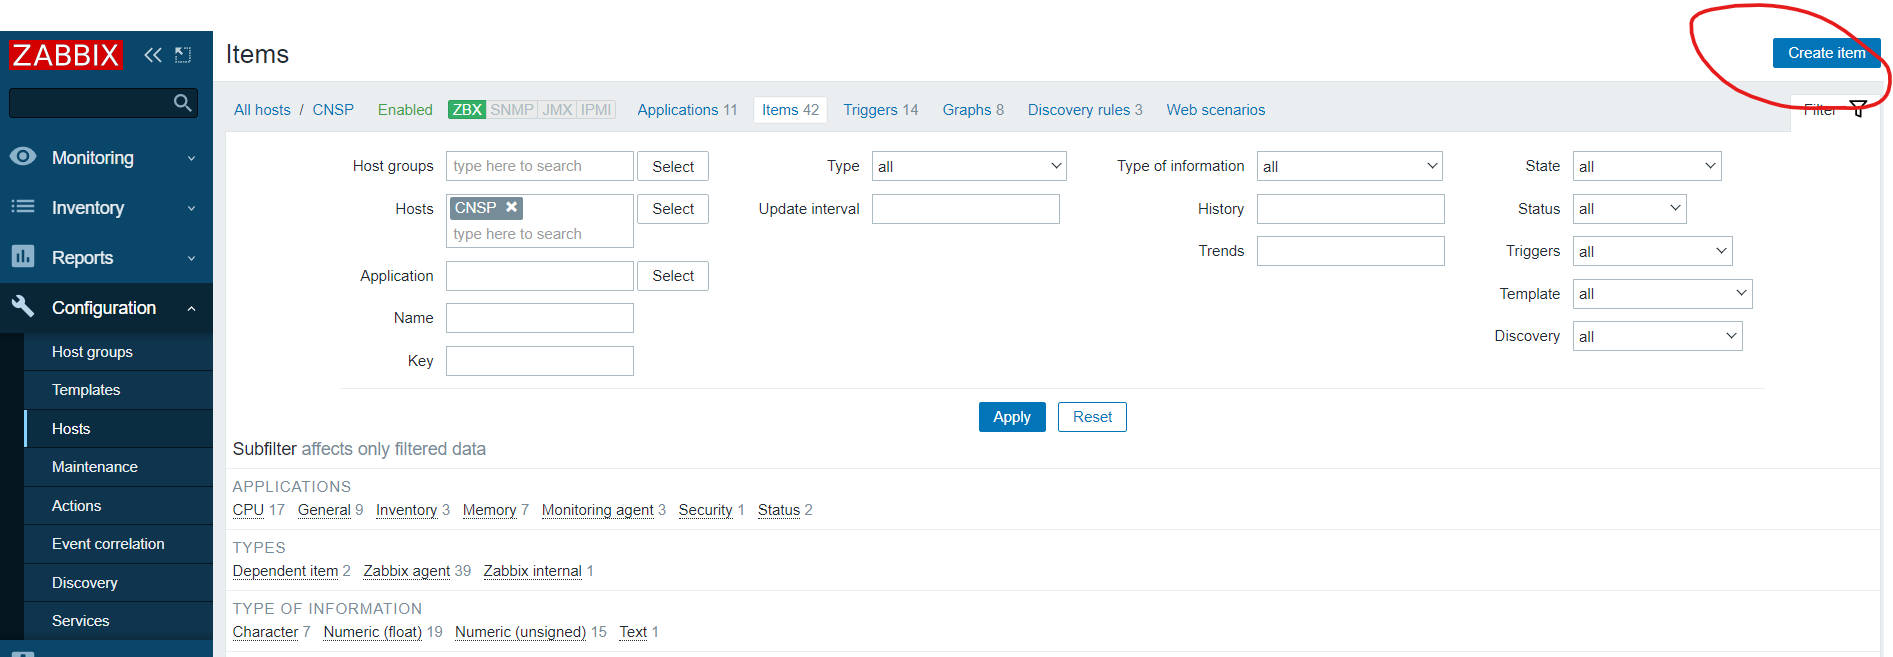 ZABBIX
Items
Create item
All hosts / CNSP Enabled ZBX SNMP JMX IPMI Applications 11 Items 42 Triggers 14 Graphs 8 Discovery rules 3 Web scenarios
Filter
Monitoring
Inventory
Reports
Configuration
Host groups
Templates
Hosts
Maintenance
Actions
Event correlation
Discovery
Services
Host groups type here to search Select Type all Type of information all State all
Hosts CNSP ✖ Select Update interval History Status all
type here to search
Trends Triggers all
Application Select
Template all
Name
Discovery all
Key
Apply Reset
Subfilter affects only filtered data
APPLICATIONS
CPU 17 General 9 Inventory 3 Memory 7 Monitoring agent 3 Security 1 Status 2
TYPES
Dependent item 2 Zabbix agent 39 Zabbix internal 1
TYPE OF INFORMATION
Character 7 Numeric (float) 19 Numeric (unsigned) 15 Text 1